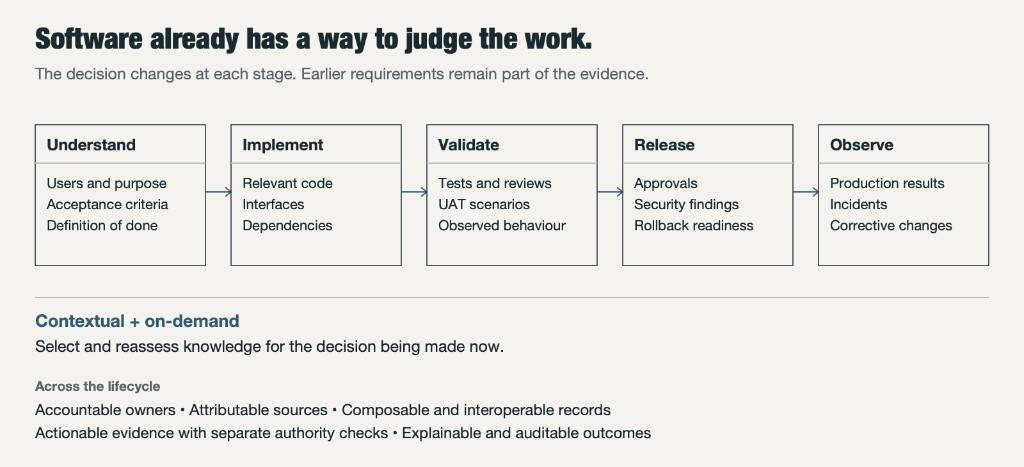 Software already has a way to judge the work.
The decision changes at each stage. Earlier requirements remain part of the evidence.
Understand
Users and purpose
Acceptance criteria
Definition of done
Implement
Relevant code
Interfaces
Dependencies
Validate
Tests and reviews
UAT scenarios
Observed behaviour
Release
Approvals
Security findings
Rollback readiness
Observe
Production results
Incidents
Corrective changes
Contextual + on-demand
Select and reassess knowledge for the decision being made now.
Across the lifecycle
Accountable owners • Attributable sources • Composable and interoperable records
Actionable evidence with separate authority checks • Explainable and auditable outcomes